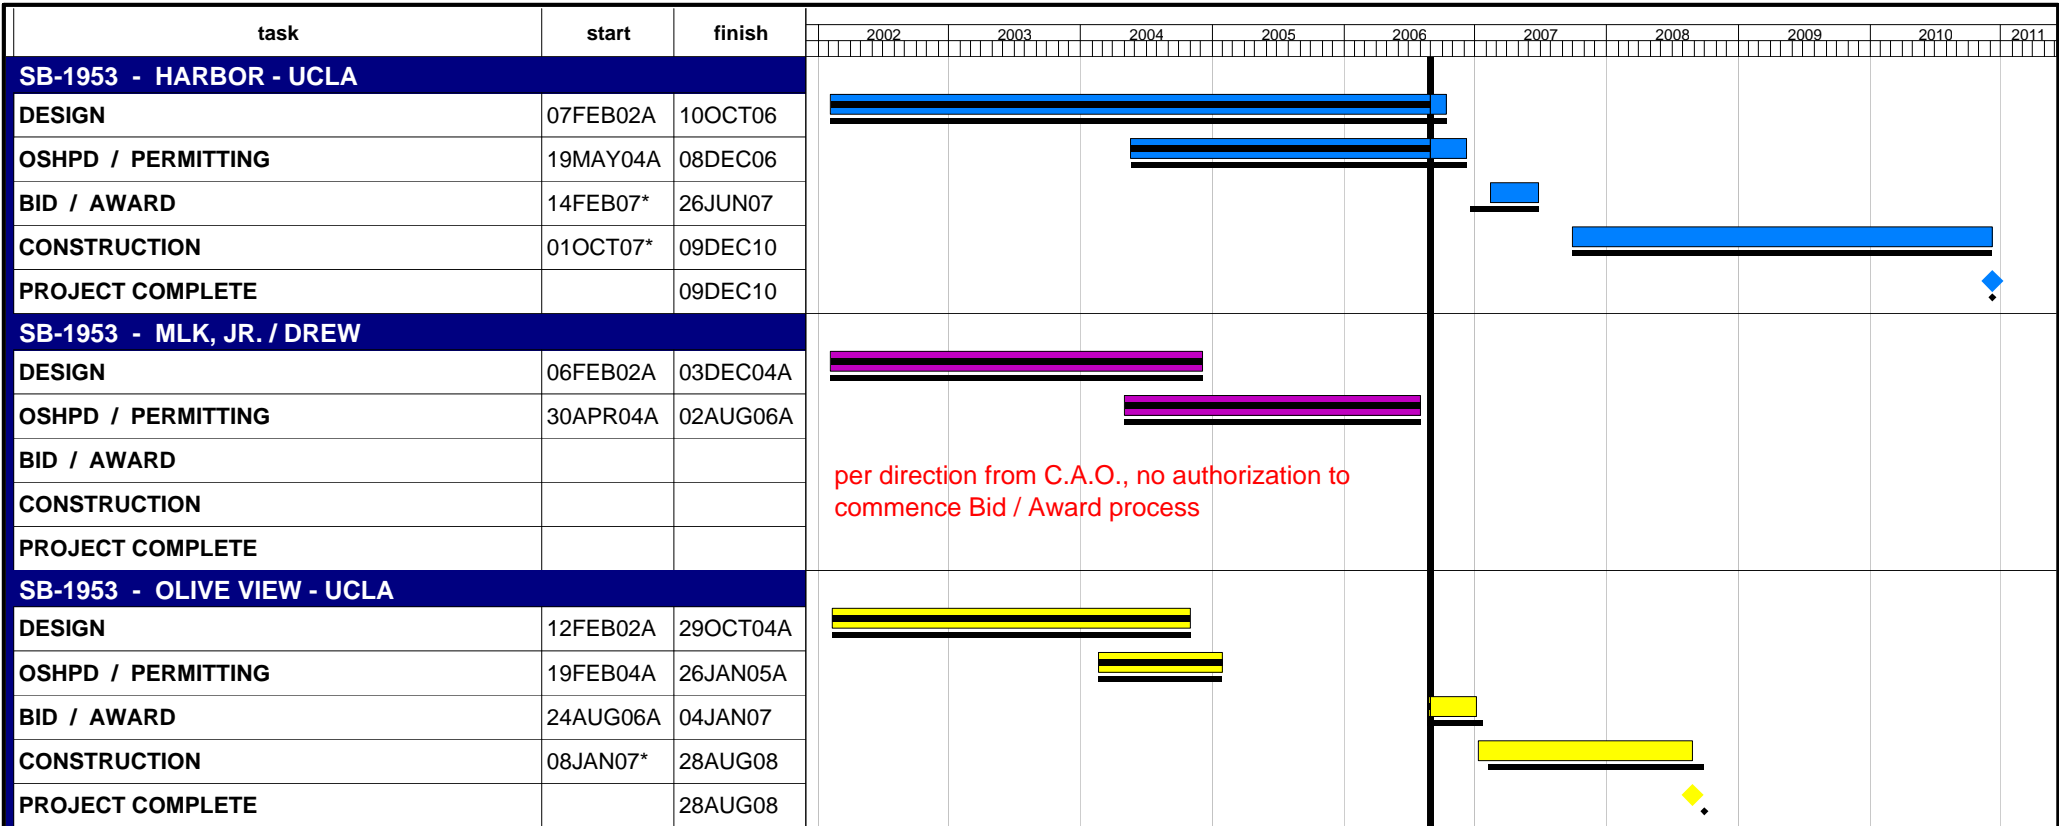 task start finish 2002 2003 2004 2005 2006 2007 2008 2009 2010 2011
SB-1953 - HARBOR - UCLA
DESIGN 07FEB02A 10OCT06
OSHPD / PERMITTING 19MAY04A 08DEC06
BID / AWARD 14FEB07* 26JUN07
CONSTRUCTION 01OCT07* 09DEC10
PROJECT COMPLETE 09DEC10
SB-1953 - MLK, JR. / DREW
DESIGN 06FEB02A 03DEC04A
OSHPD / PERMITTING 30APR04A 02AUG06A
BID / AWARD
per direction from C.A.O., no authorization to
CONSTRUCTION
commence Bid / Award process
PROJECT COMPLETE
SB-1953 - OLIVE VIEW - UCLA
DESIGN 12FEB02A 29OCT04A
OSHPD / PERMITTING 19FEB04A 26JAN05A
BID / AWARD 24AUG06A 04JAN07
CONSTRUCTION 08JAN07* 28AUG08
PROJECT COMPLETE 28AUG08